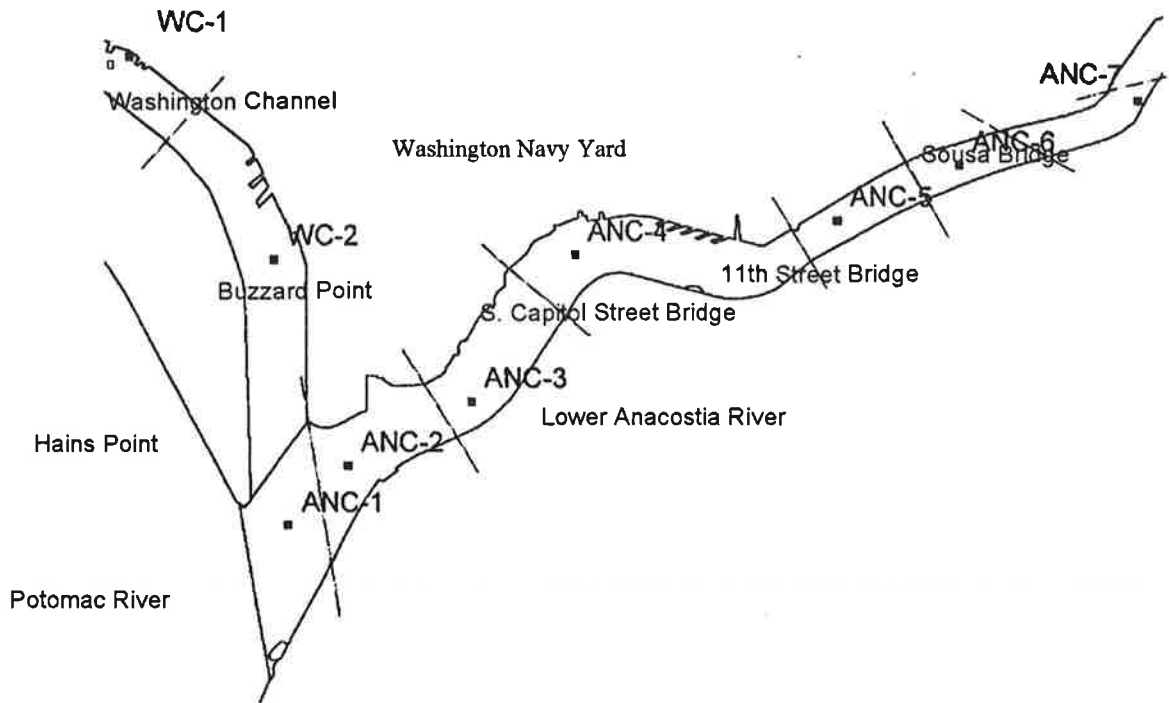 WC-1
ANC-7
Washington Channel
Washington Navy Yard
ANC-6
Sousa Bridge
ANC-5
WC-2
ANC-4
Buzzard Point
11th Street Bridge
S. Capitol Street Bridge
ANC-3
Lower Anacostia River
Hains Point
ANC-2
ANC-1
Potomac River